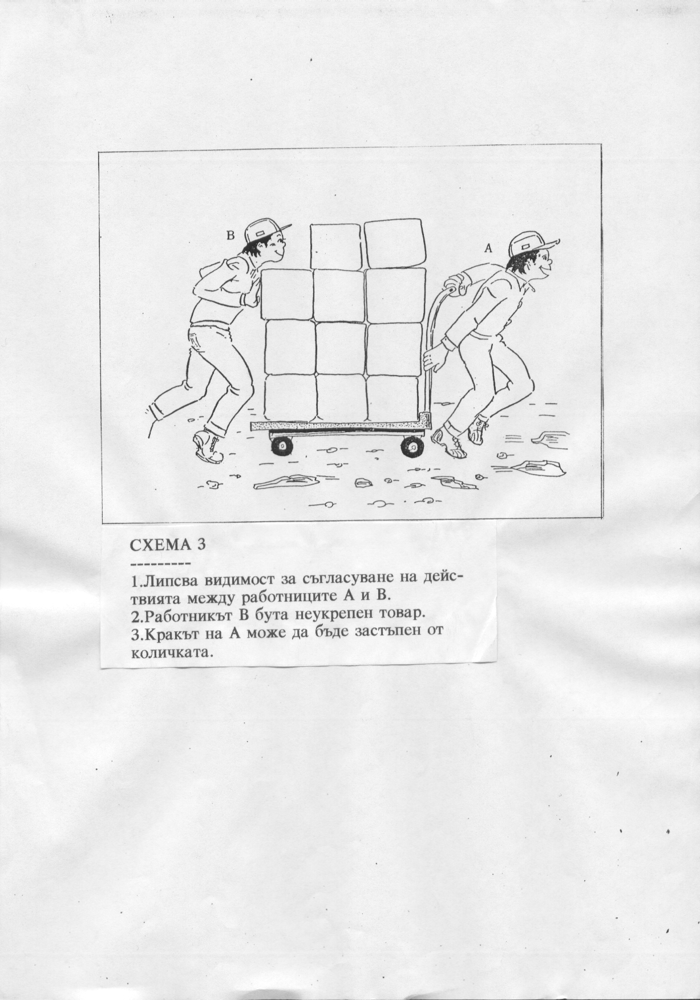 В
А
СХЕМА 3
---------
1.Липсва видимост за съгласуване на дейс-
твията между работниците А и В.
2.Работникът В бута неукрепен товар.
3.Кракът на А може да бъде застъпен от
количката.